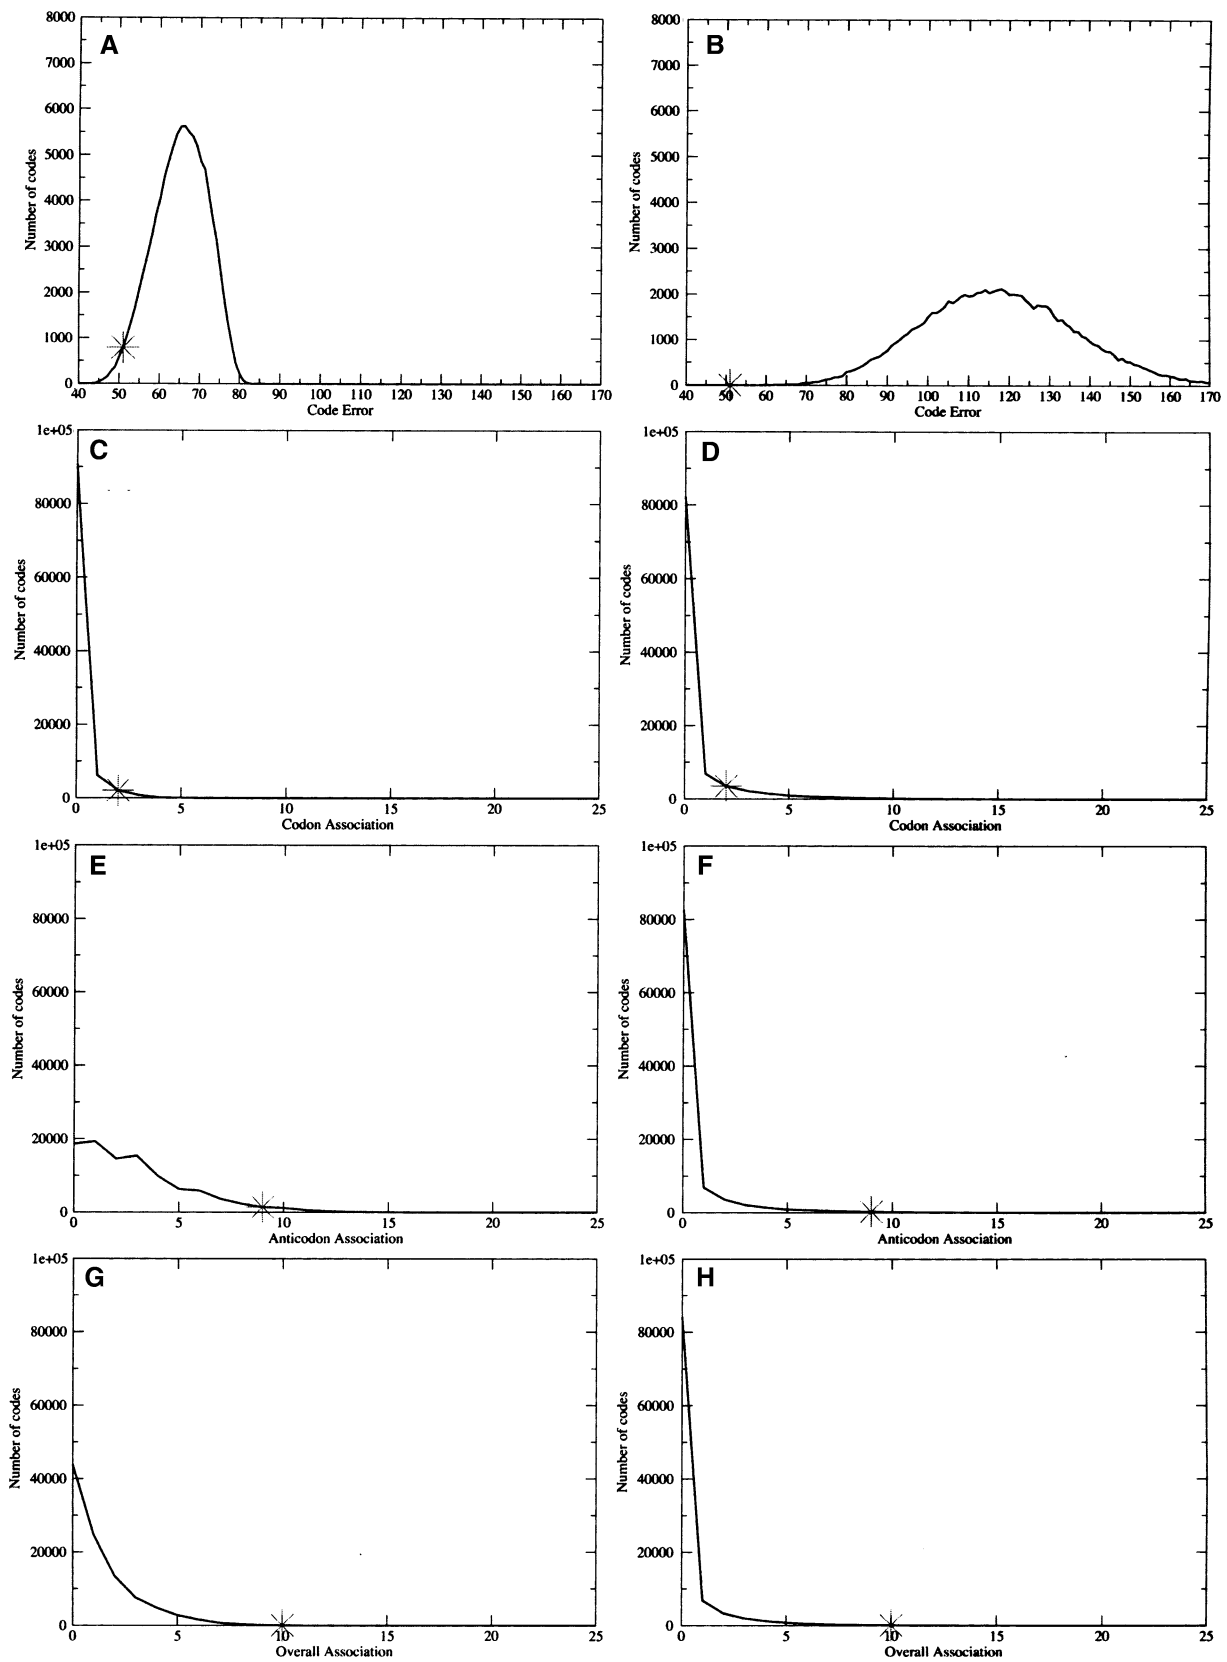 A
8000
7000
6000
5000
4000
3000
2000
1000
0
Number of codes
40 50 60 70 80 90 100 110 120 130 140 150 160 170
Code Error
B
8000
7000
6000
5000
4000
3000
2000
1000
0
Number of codes
40 50 60 70 80 90 100 110 120 130 140 150 160 170
Code Error
C
1e+05
80000
60000
40000
20000
0
Number of codes
0 5 10 15 20 25
Codon Association
D
1e+05
80000
60000
40000
20000
0
Number of codes
0 5 10 15 20 25
Codon Association
E
1e+05
80000
60000
40000
20000
0
Number of codes
0 5 10 15 20 25
Anticodon Association
F
1e+05
80000
60000
40000
20000
0
Number of codes
0 5 10 15 20 25
Anticodon Association
G
1e+05
80000
60000
40000
20000
0
Number of codes
0 5 10 15 20 25
Overall Association
H
1e+05
80000
60000
40000
20000
0
Number of codes
0 5 10 15 20 25
Overall Association